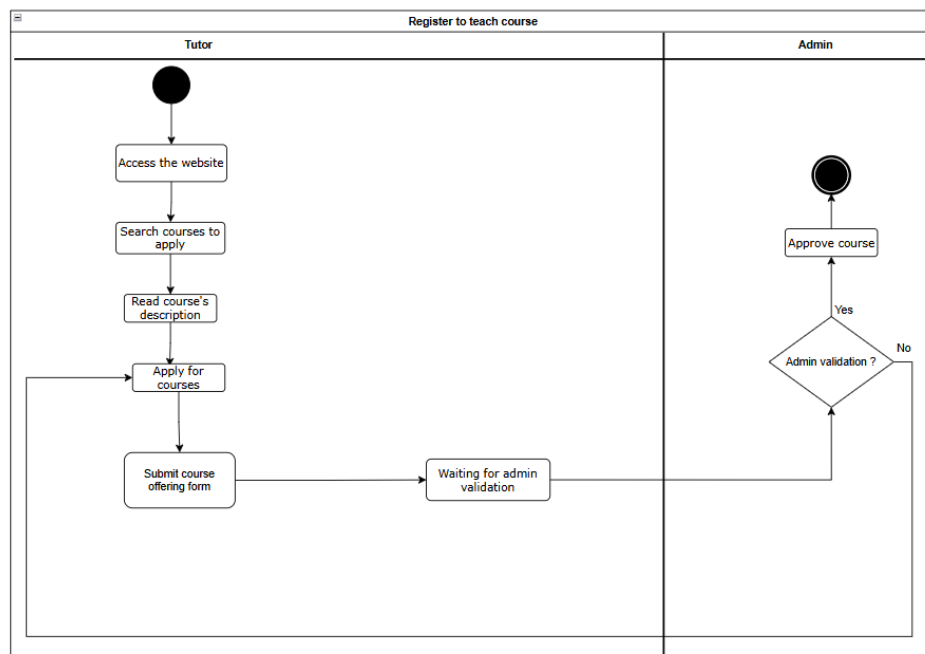 Register to teach course
Tutor
Admin
Access the website
Search courses to
apply
Read course's
description
Apply for
courses
Submit course
offering form
Waiting for admin
validation
Approve course
Yes
Admin validation ?
No